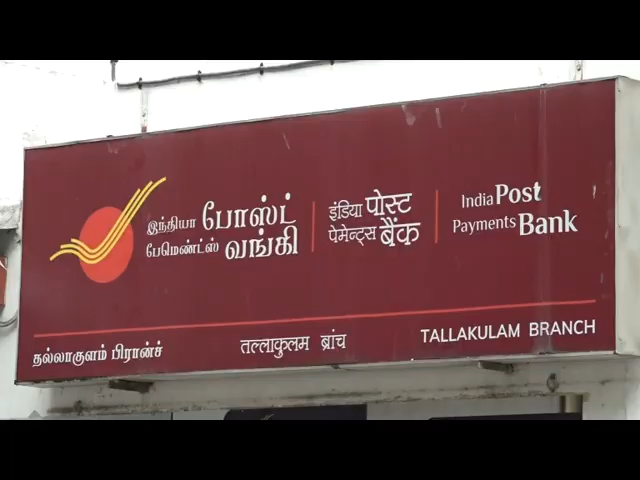 இந்தியா போஸ்ட்
பேமெண்ட்ஸ் வங்கி
इंडिया पोस्ट
पेमेन्ट्स बैंक
India Post
Payments Bank
தல்லாகுளம் பிரான்ச்
तल्लाकुलम ब्रांच
TALLAKULAM BRANCH